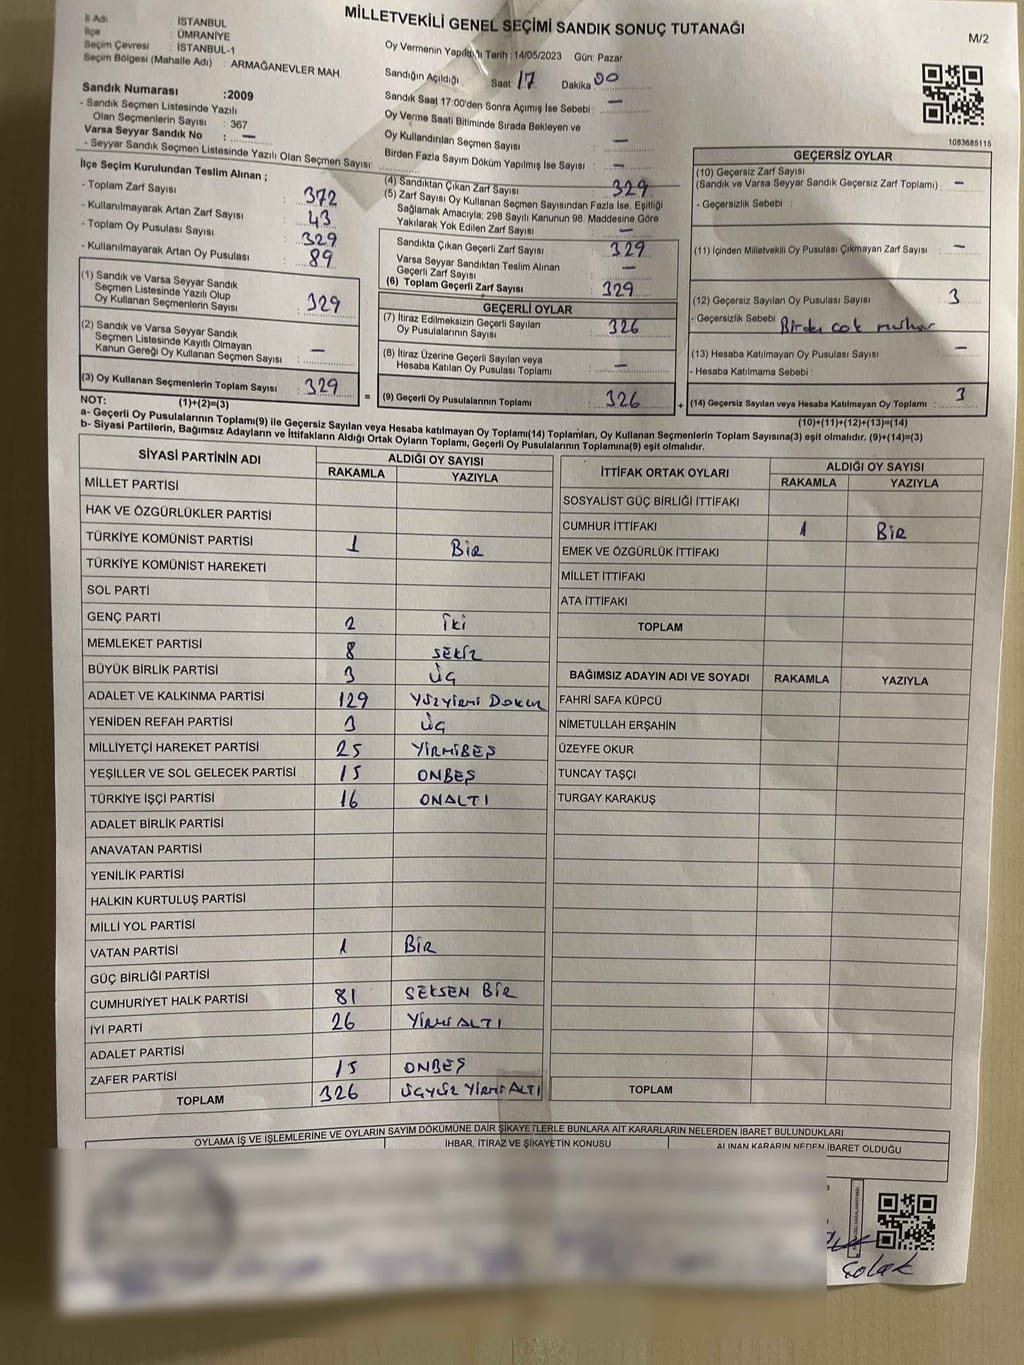 MİLLETVEKİLİ GENEL SEÇİMİ SANDIK SONUÇ TUTANAĞI
M/2
İl Adı : İSTANBUL
İlçe : ÜMRANİYE
Seçim Çevresi : İSTANBUL-1
Seçim Bölgesi (Mahalle Adı) : ARMAĞANEVLER MAH.
Sandık Numarası :2009
- Sandık Seçmen Listesinde Yazılı
Olan Seçmenlerin Sayısı : 367
Varsa Seyyar Sandık No : —
- Seyyar Sandık Seçmen Listesinde Yazılı Olan Seçmen Sayısı:
Oy Vermenin Yapıldığı Tarih :14/05/2023 Gün: Pazar
Sandığın Açıldığı Saat: 17 Dakika 00
Sandık Saat 17:00'den Sonra Açımış İse Sebebi : —
Oy Verme Saati Bitiminde Sırada Bekleyen ve
Oy Kullandırılan Seçmen Sayısı : —
Birden Fazla Sayım Döküm Yapılmış İse Sayısı : —
1083685115
İlçe Seçim Kurulundan Teslim Alınan ;
- Toplam Zarf Sayısı : 372
- Kullanılmayarak Artan Zarf Sayısı : 43
- Toplam Oy Pusulası Sayısı : 329
- Kullanılmayarak Artan Oy Pusulası : 89
(1) Sandık ve Varsa Seyyar Sandık
Seçmen Listesinde Yazılı Olup
Oy Kullanan Seçmenlerin Sayısı : 329
(2) Sandık ve Varsa Seyyar Sandık
Seçmen Listesinde Kayıtlı Olmayan
Kanun Gereği Oy Kullanan Seçmen Sayısı : —
(3) Oy Kullanan Seçmenlerin Toplam Sayısı : 329
(4) Sandıktan Çıkan Zarf Sayısı : 329
(5) Zarf Sayısı Oy Kullanan Seçmen Sayısından Fazla İse, Eşitliği
Sağlamak Amacıyla; 298 Sayılı Kanunun 98. Maddesine Göre
Yakılarak Yok Edilen Zarf Sayısı : —
Sandıkta Çıkan Geçerli Zarf Sayısı : 329
Varsa Seyyar Sandıktan Teslim Alınan
Geçerli Zarf Sayısı : —
(6) Toplam Geçerli Zarf Sayısı : 329
GEÇERLİ OYLAR
(7) İtiraz Edilmeksizin Geçerli Sayılan
Oy Pusulalarının Sayısı : 326
(8) İtiraz Üzerine Geçerli Sayılan veya
Hesaba Katılan Oy Pusulası Toplamı : —
= (9) Geçerli Oy Pusulalarının Toplamı : 326
GEÇERSİZ OYLAR
(10) Geçersiz Zarf Sayısı
(Sandık ve Varsa Seyyar Sandık Geçersiz Zarf Toplamı) : —
- Geçersizlik Sebebi :
(11) İçinden Milletvekili Oy Pusulası Çıkmayan Zarf Sayısı : —
(12) Geçersiz Sayılan Oy Pusulası Sayısı : 3
- Geçersizlik Sebebi : Birden çok
(13) Hesaba Katılmayan Oy Pusulası Sayısı : —
- Hesaba Katılmama Sebebi :
+ (14) Geçersiz Sayılan veya Hesaba Katılmayan Oy Toplamı : 3
NOT: (1)+(2)=(3)
(10)+(11)+(12)+(13)=(14)
a- Geçerli Oy Pusulalarının Toplamı(9) ile Geçersiz Sayılan veya Hesaba katılmayan Oy Toplamı(14) Toplamları, Oy Kullanan Seçmenlerin Toplam Sayısına(3) eşit olmalıdır. (9)+(14)=(3)
b- Siyasi Partilerin, Bağımsız Adayların ve İttifakların Aldığı Ortak Oyların Toplamı, Geçerli Oy Pusulalarının Toplamına(9) eşit olmalıdır.
SİYASİ PARTİNİN ADI
ALDIĞI OY SAYISI
RAKAMLA YAZIYLA
MİLLET PARTİSİ
HAK VE ÖZGÜRLÜKLER PARTİSİ
TÜRKİYE KOMÜNİST PARTİSİ 1 BİR
TÜRKİYE KOMÜNİST HAREKETİ
SOL PARTİ
GENÇ PARTİ 2 İKİ
MEMLEKET PARTİSİ 8 SEKİZ
BÜYÜK BİRLİK PARTİSİ 3 ÜÇ
ADALET VE KALKINMA PARTİSİ 129 YÜZYİRMİ DOKUZ
YENİDEN REFAH PARTİSİ 3 ÜÇ
MİLLİYETÇİ HAREKET PARTİSİ 25 YİRMİBEŞ
YEŞİLLER VE SOL GELECEK PARTİSİ 15 ONBEŞ
TÜRKİYE İŞÇİ PARTİSİ 16 ONALTI
ADALET BİRLİK PARTİSİ
ANAVATAN PARTİSİ
YENİLİK PARTİSİ
HALKIN KURTULUŞ PARTİSİ
MİLLİ YOL PARTİSİ
VATAN PARTİSİ 1 BİR
GÜÇ BİRLİĞİ PARTİSİ
CUMHURİYET HALK PARTİSİ 81 SEKSEN BİR
İYİ PARTİ 26 YİRMİALTI
ADALET PARTİSİ
ZAFER PARTİSİ 15 ONBEŞ
TOPLAM 326 ÜÇYÜZ YİRMİALTI
İTTİFAK ORTAK OYLARI
ALDIĞI OY SAYISI
RAKAMLA YAZIYLA
SOSYALİST GÜÇ BİRLİĞİ İTTİFAKI
CUMHUR İTTİFAKI 1 BİR
EMEK VE ÖZGÜRLÜK İTTİFAKI
MİLLET İTTİFAKI
ATA İTTİFAKI
TOPLAM
BAĞIMSIZ ADAYIN ADI VE SOYADI RAKAMLA YAZIYLA
FAHRİ SAFA KÜPCÜ
NİMETULLAH ERŞAHİN
ÜZEYFE OKUR
TUNCAY TAŞÇI
TURGAY KARAKUŞ
TOPLAM
OYLAMA İŞ VE İŞLEMLERİNE VE OYLARIN SAYIM DÖKÜMÜNE DAİR ŞİKAYETLERLE BUNLARA AİT KARARLARIN NELERDEN İBARET BULUNDUKLARI
İHBAR, İTİRAZ VE ŞİKAYETİN KONUSU
ALINAN KARARIN NEDEN İBARET OLDUĞU